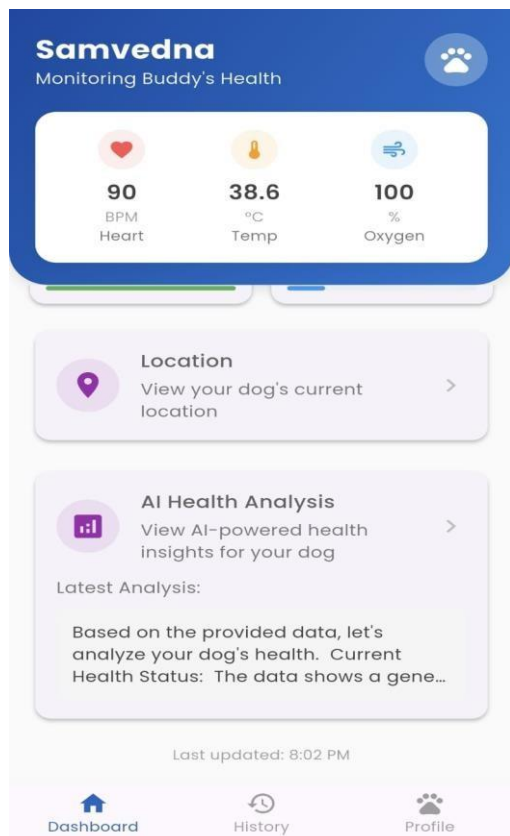 Samvedna
Monitoring Buddy's Health
90 38.6 100
BPM °C %
Heart Temp Oxygen
Location
View your dog's current
location
AI Health Analysis
View AI-powered health
insights for your dog
Latest Analysis:
Based on the provided data, let's
analyze your dog's health.  Current
Health Status:  The data shows a gene…
Last updated: 8:02 PM
Dashboard History Profile